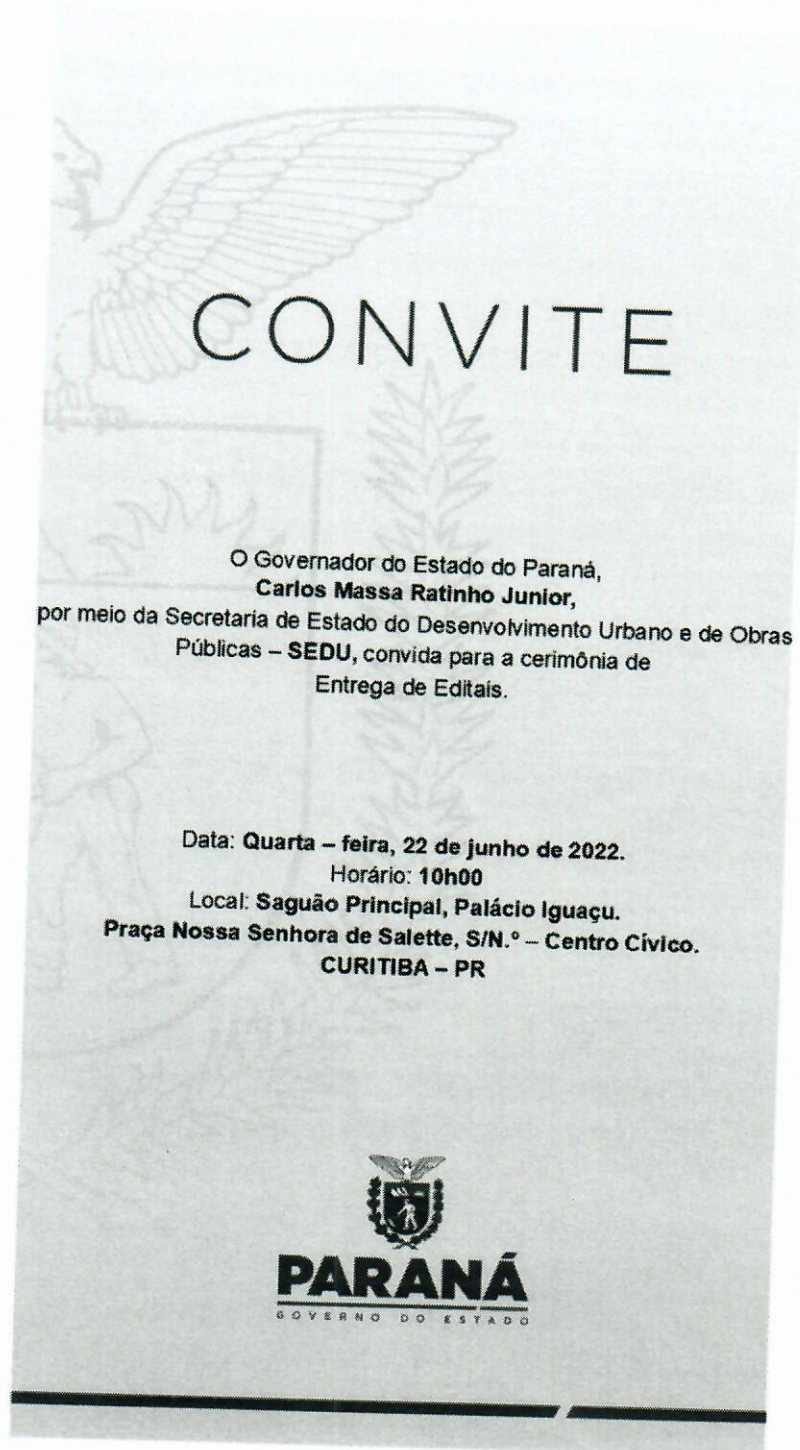 CONVITE
O Governador do Estado do Paraná,
Carlos Massa Ratinho Junior,
por meio da Secretaria de Estado do Desenvolvimento Urbano e de Obras
Públicas – SEDU, convida para a cerimônia de
Entrega de Editais.
Data: Quarta – feira, 22 de junho de 2022.
Horário: 10h00
Local: Saguão Principal, Palácio Iguaçu.
Praça Nossa Senhora de Salette, S/N.º – Centro Cívico.
CURITIBA – PR
PARANÁ
GOVERNO DO ESTADO